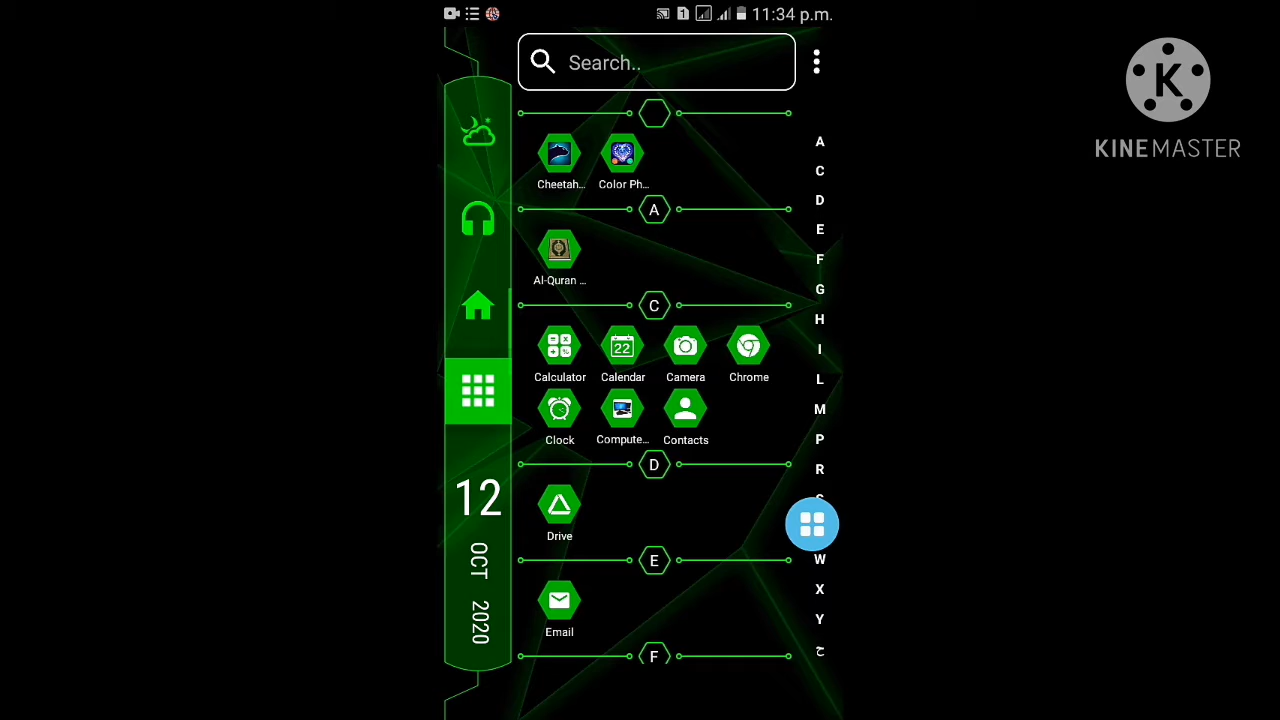 11:34 p.m.
Search..
KINEMASTER
Cheetah...
Color Ph...
A
Al-Quran ...
C
Calculator
Calendar
Camera
Chrome
22
Clock
Compute...
Contacts
D
Drive
E
Email
F
12
OCT
2020
A
C
D
E
F
G
H
I
L
M
P
R
W
X
Y
ح